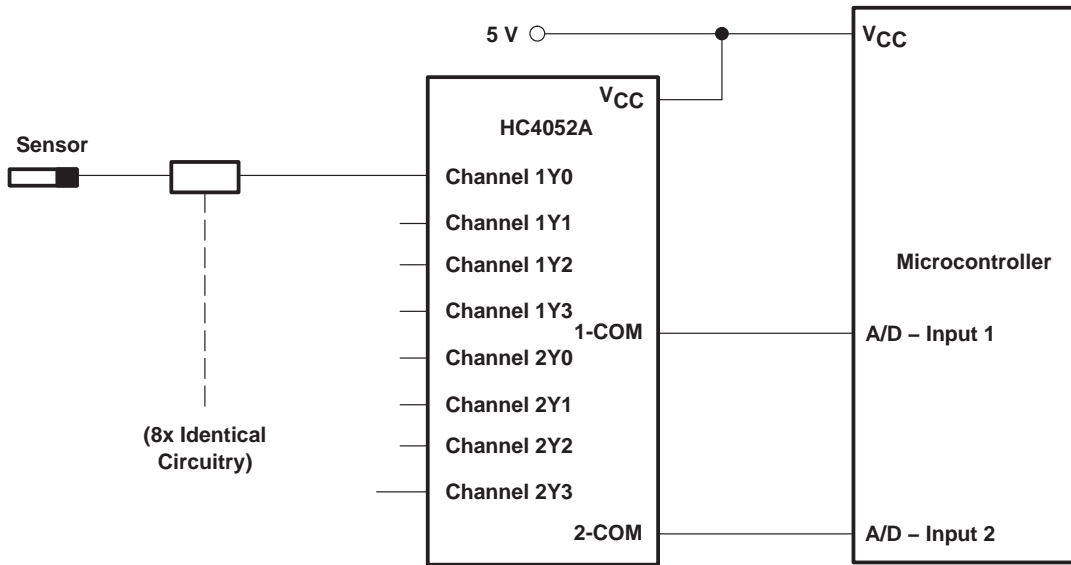 5 V
VCC
VCC
HC4052A
Sensor
Channel 1Y0
Channel 1Y1
Channel 1Y2
Microcontroller
Channel 1Y3
1-COM
A/D – Input 1
Channel 2Y0
Channel 2Y1
(8x Identical
Circuitry)
Channel 2Y2
Channel 2Y3
2-COM
A/D – Input 2